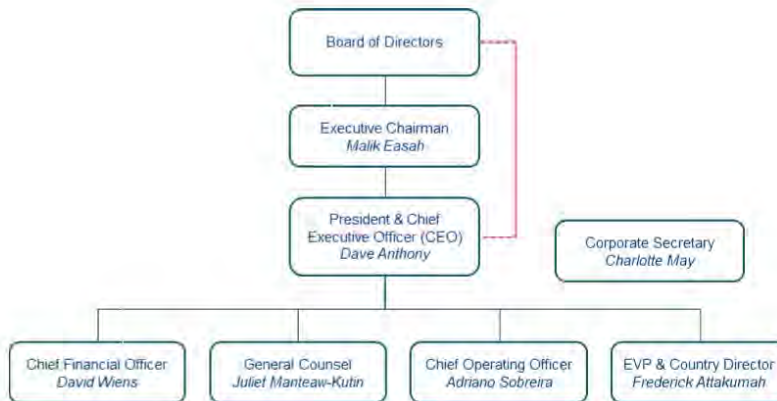 Board of Directors
Executive Chairman
Malik Easah
President & Chief
Executive Officer (CEO)
Dave Anthony
Corporate Secretary
Charlotte May
Chief Financial Officer
David Wiens
General Counsel
Julief Manteaw-Kutin
Chief Operating Officer
Adriano Sobreira
EVP & Country Director
Frederick Attakumah